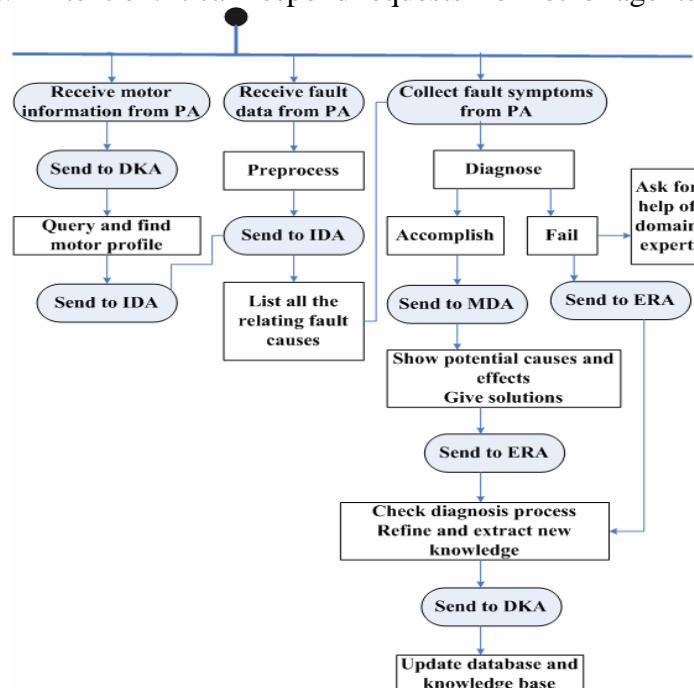 Receive motor
information from PA
Receive fault
data from PA
Collect fault symptoms
from PA
Send to DKA
Preprocess
Diagnose
Ask for
help of
domain
expert
Query and find
motor profile
Send to IDA
Accomplish
Fail
Send to IDA
List all the
relating fault
causes
Send to MDA
Send to ERA
Show potential causes and
effects
Give solutions
Send to ERA
Check diagnosis process
Refine and extract new
knowledge
Send to DKA
Update database and
knowledge base